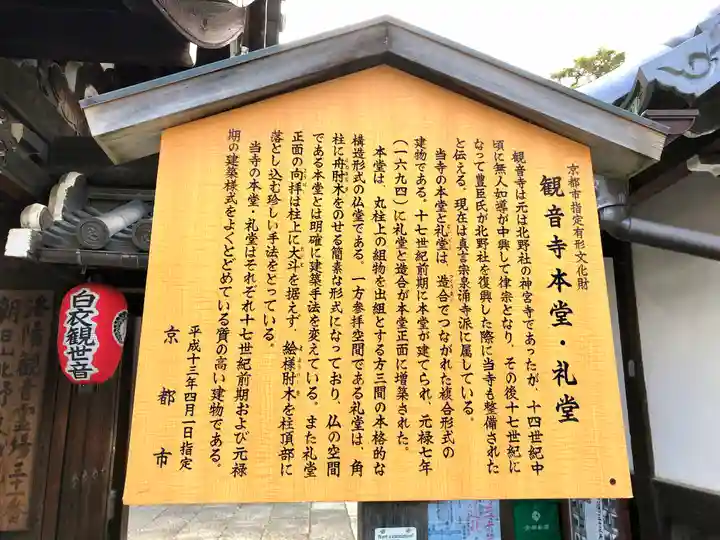 京都市指定有形文化財
観音寺本堂・礼堂
観音寺は元は北野社の神宮寺であったが、十四世紀中
頃に無人如導が中興して律宗となり、その後十七世紀に
なって豊臣氏が北野社を復興した際に当寺も整備された
と伝える。現在は真言宗泉涌寺派に属している。
当寺の本堂と礼堂は、造合でつながれた複合形式の
建物である。十七世紀前期に本堂が建てられ、元禄七年
(一六九四)に礼堂と造合が本堂正面に増築された。
本堂は、丸柱上の組物を出組とする方三間の本格的な
構造形式の仏堂である。一方参拝空間である礼堂は、角
柱に舟肘木をのせる簡素な形式になっており、仏の空間
である本堂とは明確に建築手法を変えている。また礼堂
正面の向拝は柱上に大斗を据えず、絵様肘木を柱頂部に
落とし込む珍しい手法をとっている。
当寺の本堂・礼堂はそれぞれ十七世紀前期および元禄
期の建築様式をよくとどめている質の高い建物である。
平成十三年四月一日指定
京都市
白衣観世音
洛陽観音霊場三十一番
朝日山北野